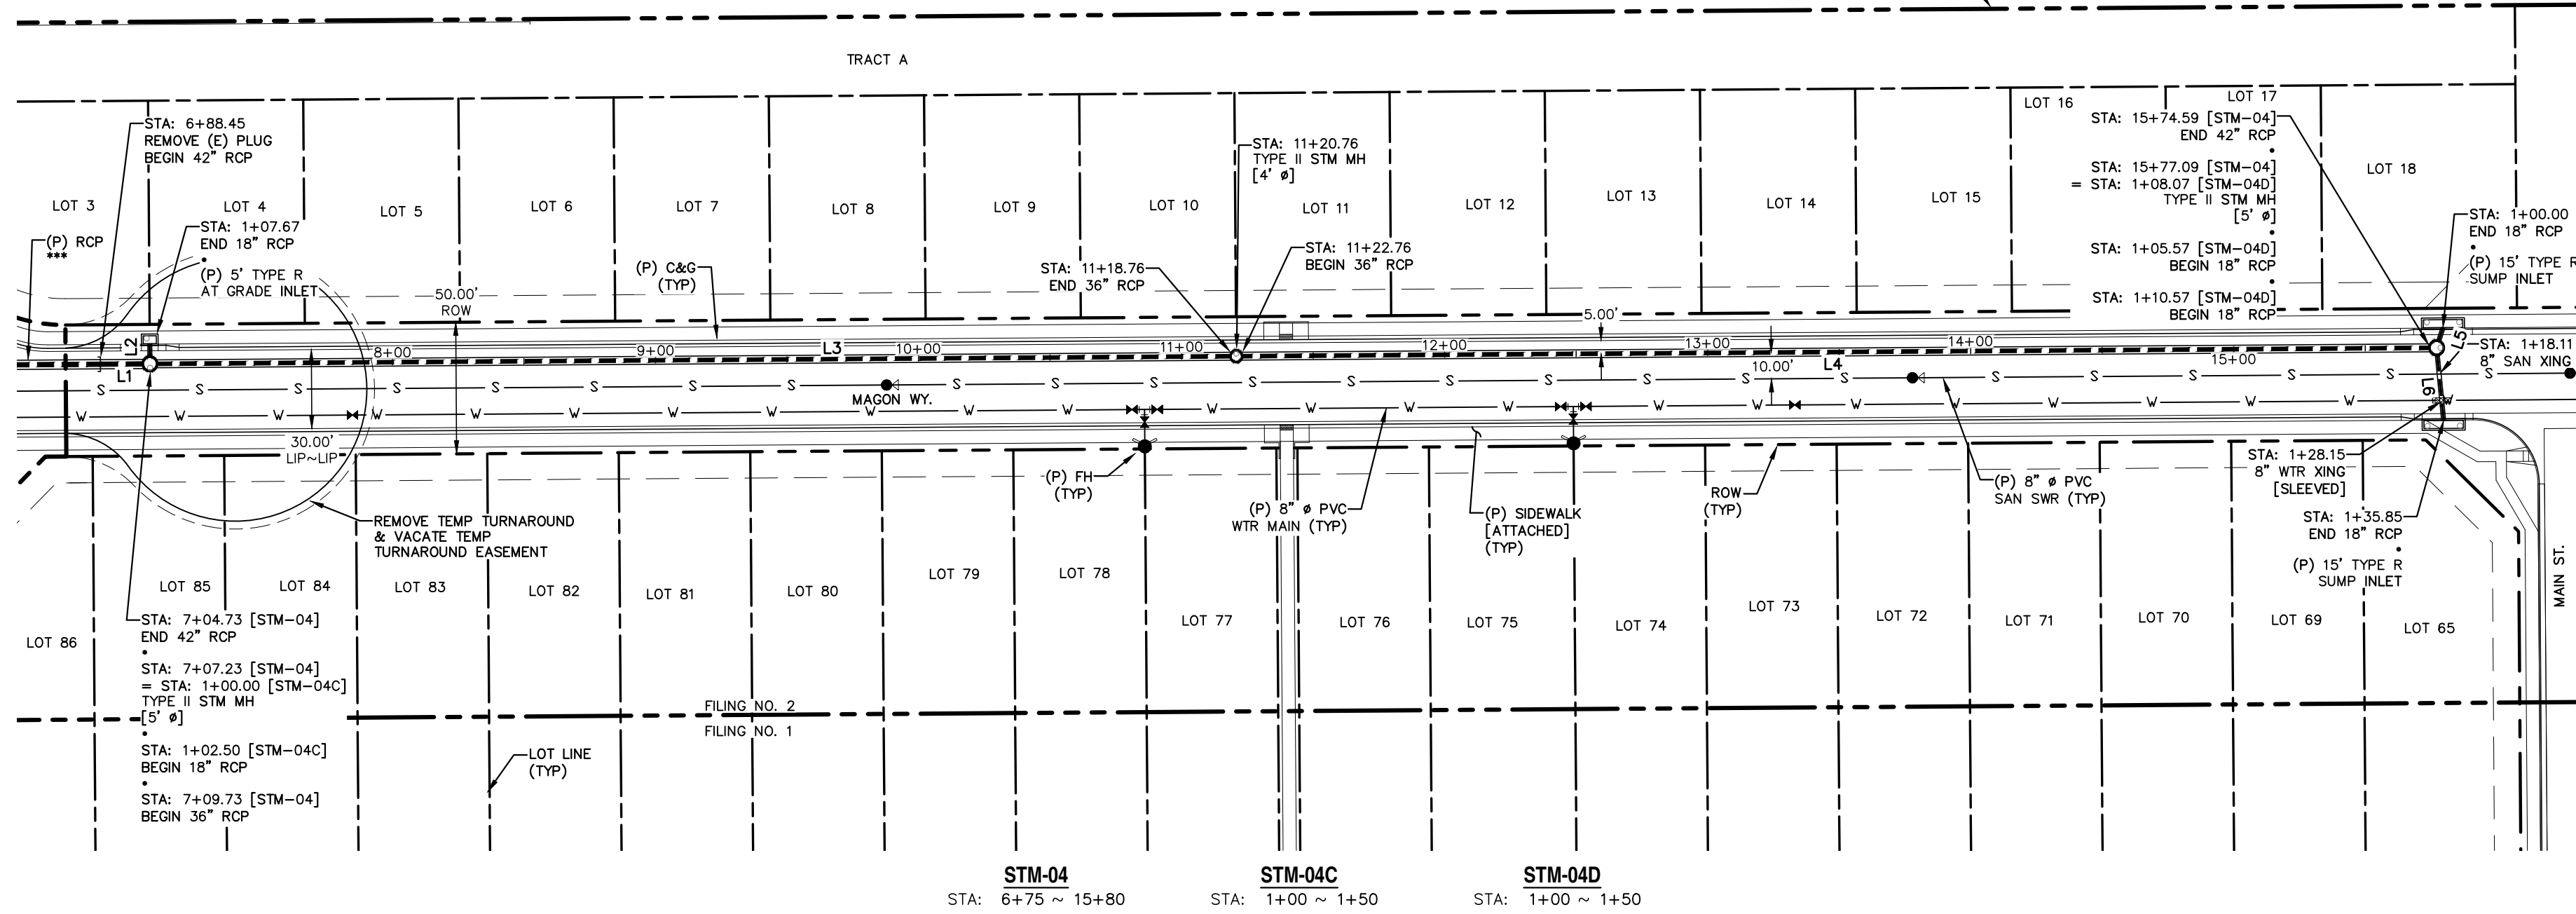 TRACT A
STA: 6+88.45
REMOVE (E) PLUG
BEGIN 42" RCP
LOT 3
LOT 4
LOT 5
LOT 6
LOT 7
LOT 8
LOT 9
LOT 10
LOT 11
LOT 12
LOT 13
LOT 14
LOT 15
LOT 16
LOT 17
LOT 18
(P) RCP
***
STA: 1+07.67
END 18" RCP
•
(P) 5' TYPE R
AT GRADE INLET
50.00'
ROW
(P) C&G
(TYP)
STA: 11+20.76
TYPE II STM MH
[4' ø]
STA: 11+18.76
END 36" RCP
STA: 11+22.76
BEGIN 36" RCP
STA: 15+74.59 [STM-04]
END 42" RCP
•
STA: 15+77.09 [STM-04]
= STA: 1+08.07 [STM-04D]
TYPE II STM MH
[5' ø]
•
STA: 1+05.57 [STM-04D]
BEGIN 18" RCP
•
STA: 1+10.57 [STM-04D]
BEGIN 18" RCP
STA: 1+00.00
END 18" RCP
•
(P) 15' TYPE R
SUMP INLET
5.00'
10.00'
L1
L2
L3
L4
L5
L6
8+00
9+00
10+00
11+00
12+00
13+00
14+00
15+00
STA: 1+18.11
8" SAN XING
S S S S S S S S S S S S S S S S S S S S S S S
MAGON WY.
W W W W W W W W W W W W W W W W W W W W W W W W W
30.00'
LIP~LIP
REMOVE TEMP TURNAROUND
& VACATE TEMP
TURNAROUND EASEMENT
(P) FH
(TYP)
(P) 8" ø PVC
WTR MAIN (TYP)
(P) SIDEWALK
[ATTACHED]
(TYP)
ROW
(TYP)
(P) 8" ø PVC
SAN SWR (TYP)
STA: 1+28.15
8" WTR XING
[SLEEVED]
STA: 1+35.85
END 18" RCP
•
(P) 15' TYPE R
SUMP INLET
MAIN ST.
LOT 86
LOT 85
LOT 84
LOT 83
LOT 82
LOT 81
LOT 80
LOT 79
LOT 78
LOT 77
LOT 76
LOT 75
LOT 74
LOT 73
LOT 72
LOT 71
LOT 70
LOT 69
LOT 65
STA: 7+04.73 [STM-04]
END 42" RCP
•
STA: 7+07.23 [STM-04]
= STA: 1+00.00 [STM-04C]
TYPE II STM MH
[5' ø]
•
STA: 1+02.50 [STM-04C]
BEGIN 18" RCP
•
STA: 7+09.73 [STM-04]
BEGIN 36" RCP
FILING NO. 2
FILING NO. 1
LOT LINE
(TYP)
STM-04
STA: 6+75 ~ 15+80
STM-04C
STA: 1+00 ~ 1+50
STM-04D
STA: 1+00 ~ 1+50